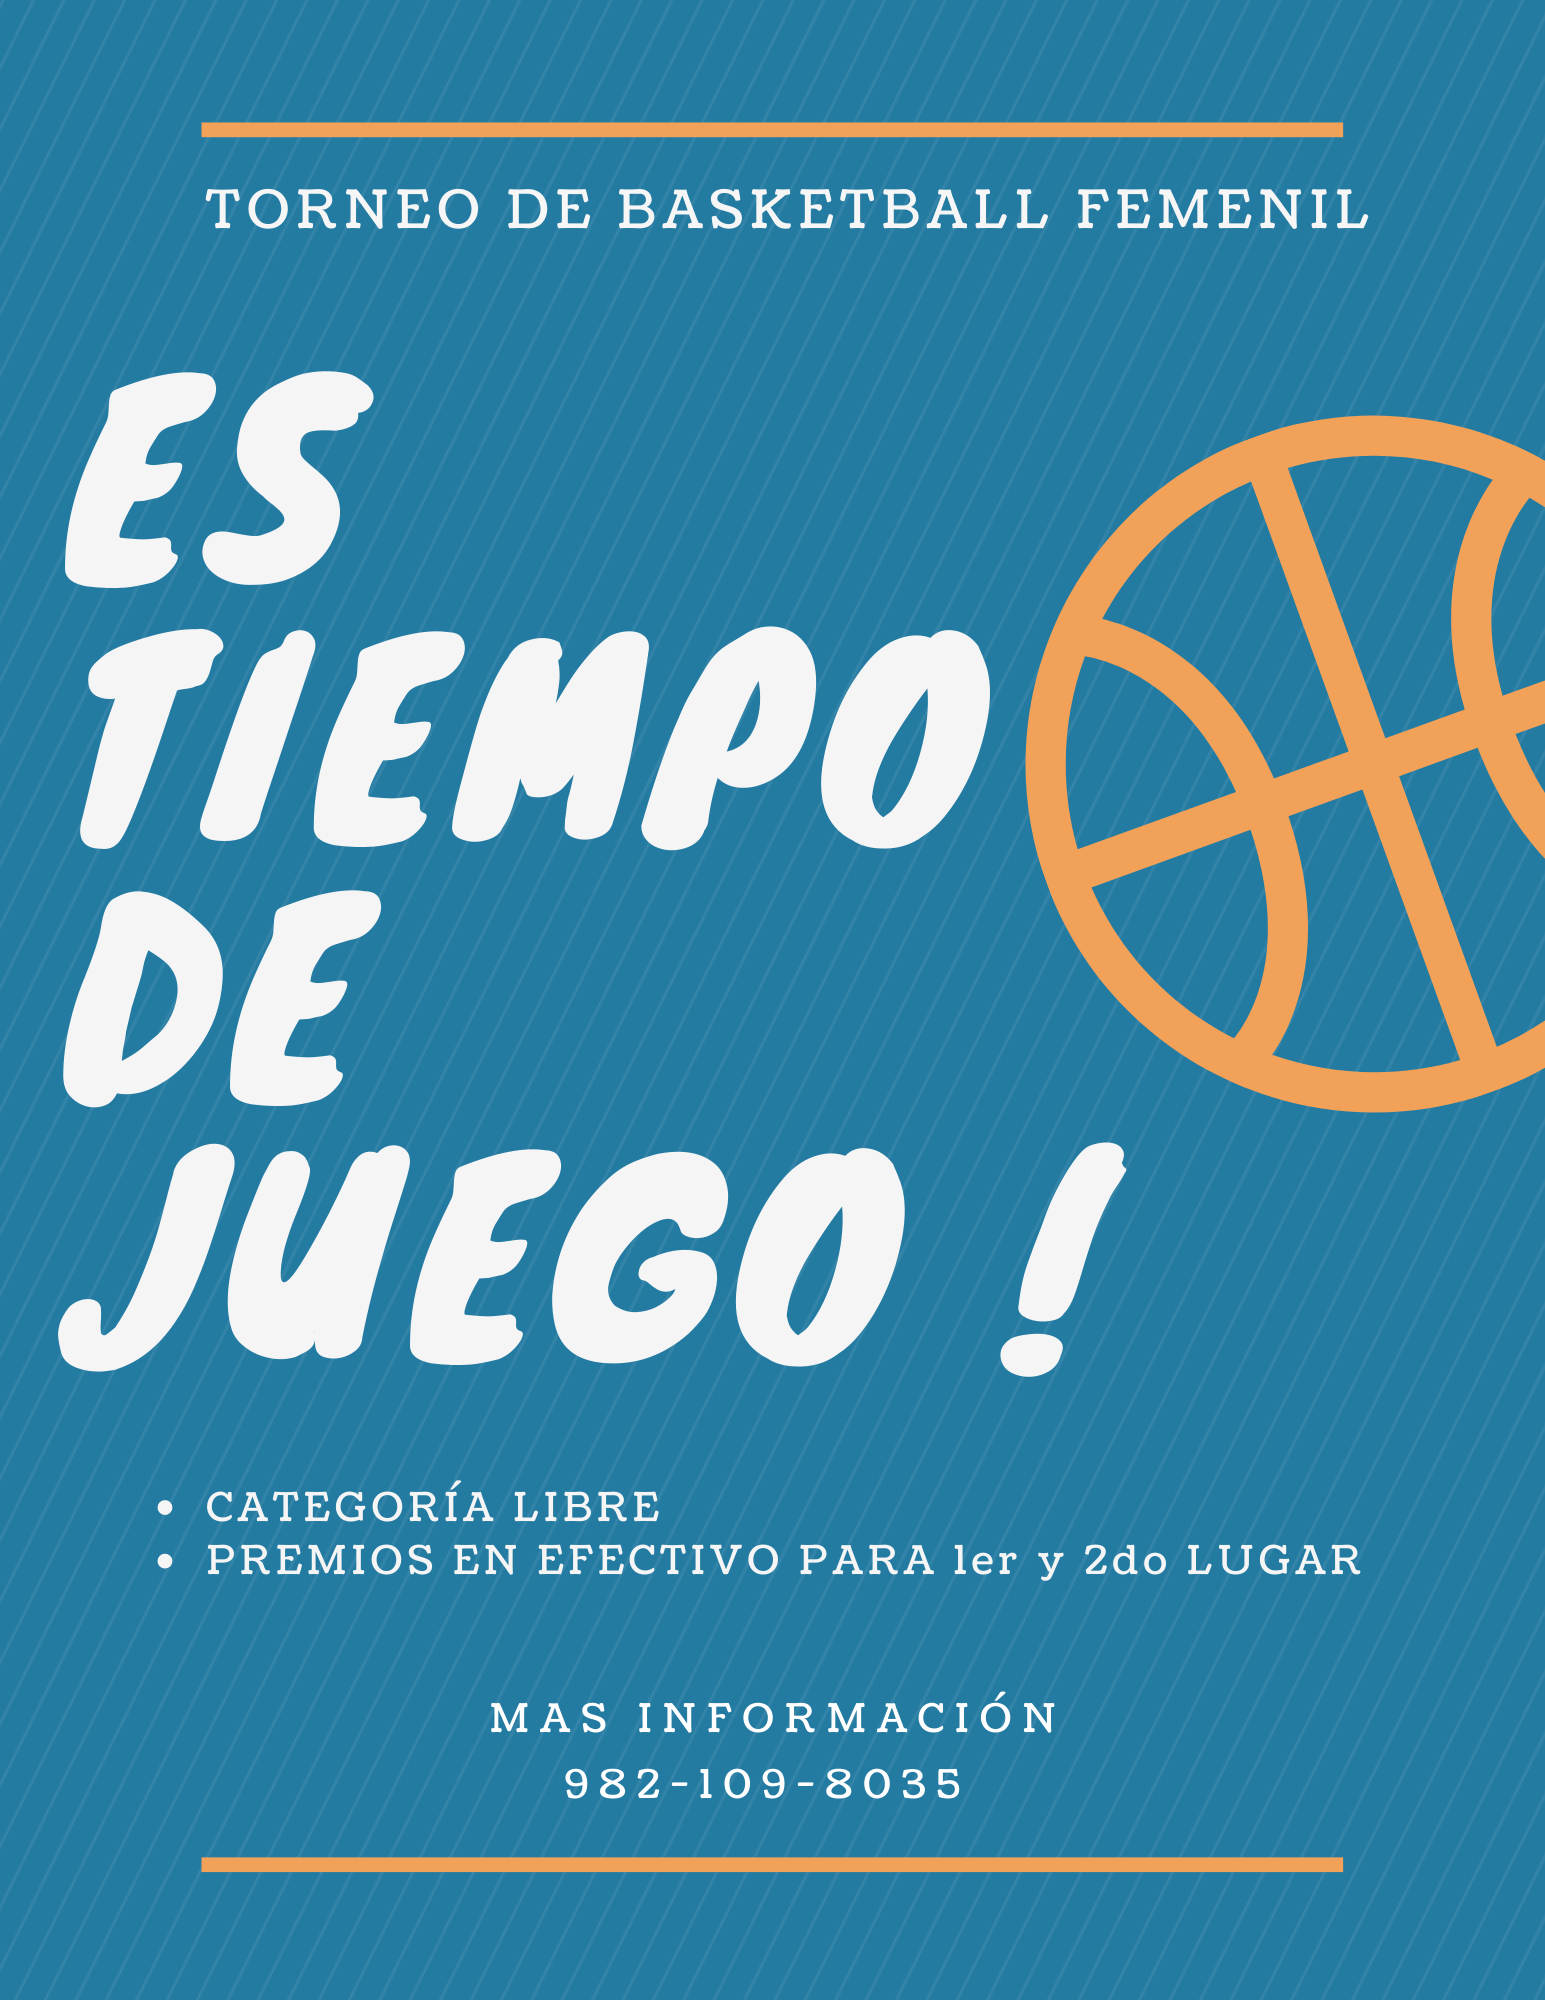 TORNEO DE BASKETBALL FEMENIL
ES
TIEMPO
DE
JUEGO !
• CATEGORÍA LIBRE
• PREMIOS EN EFECTIVO PARA 1er y 2do LUGAR
MAS INFORMACIÓN
982-109-8035